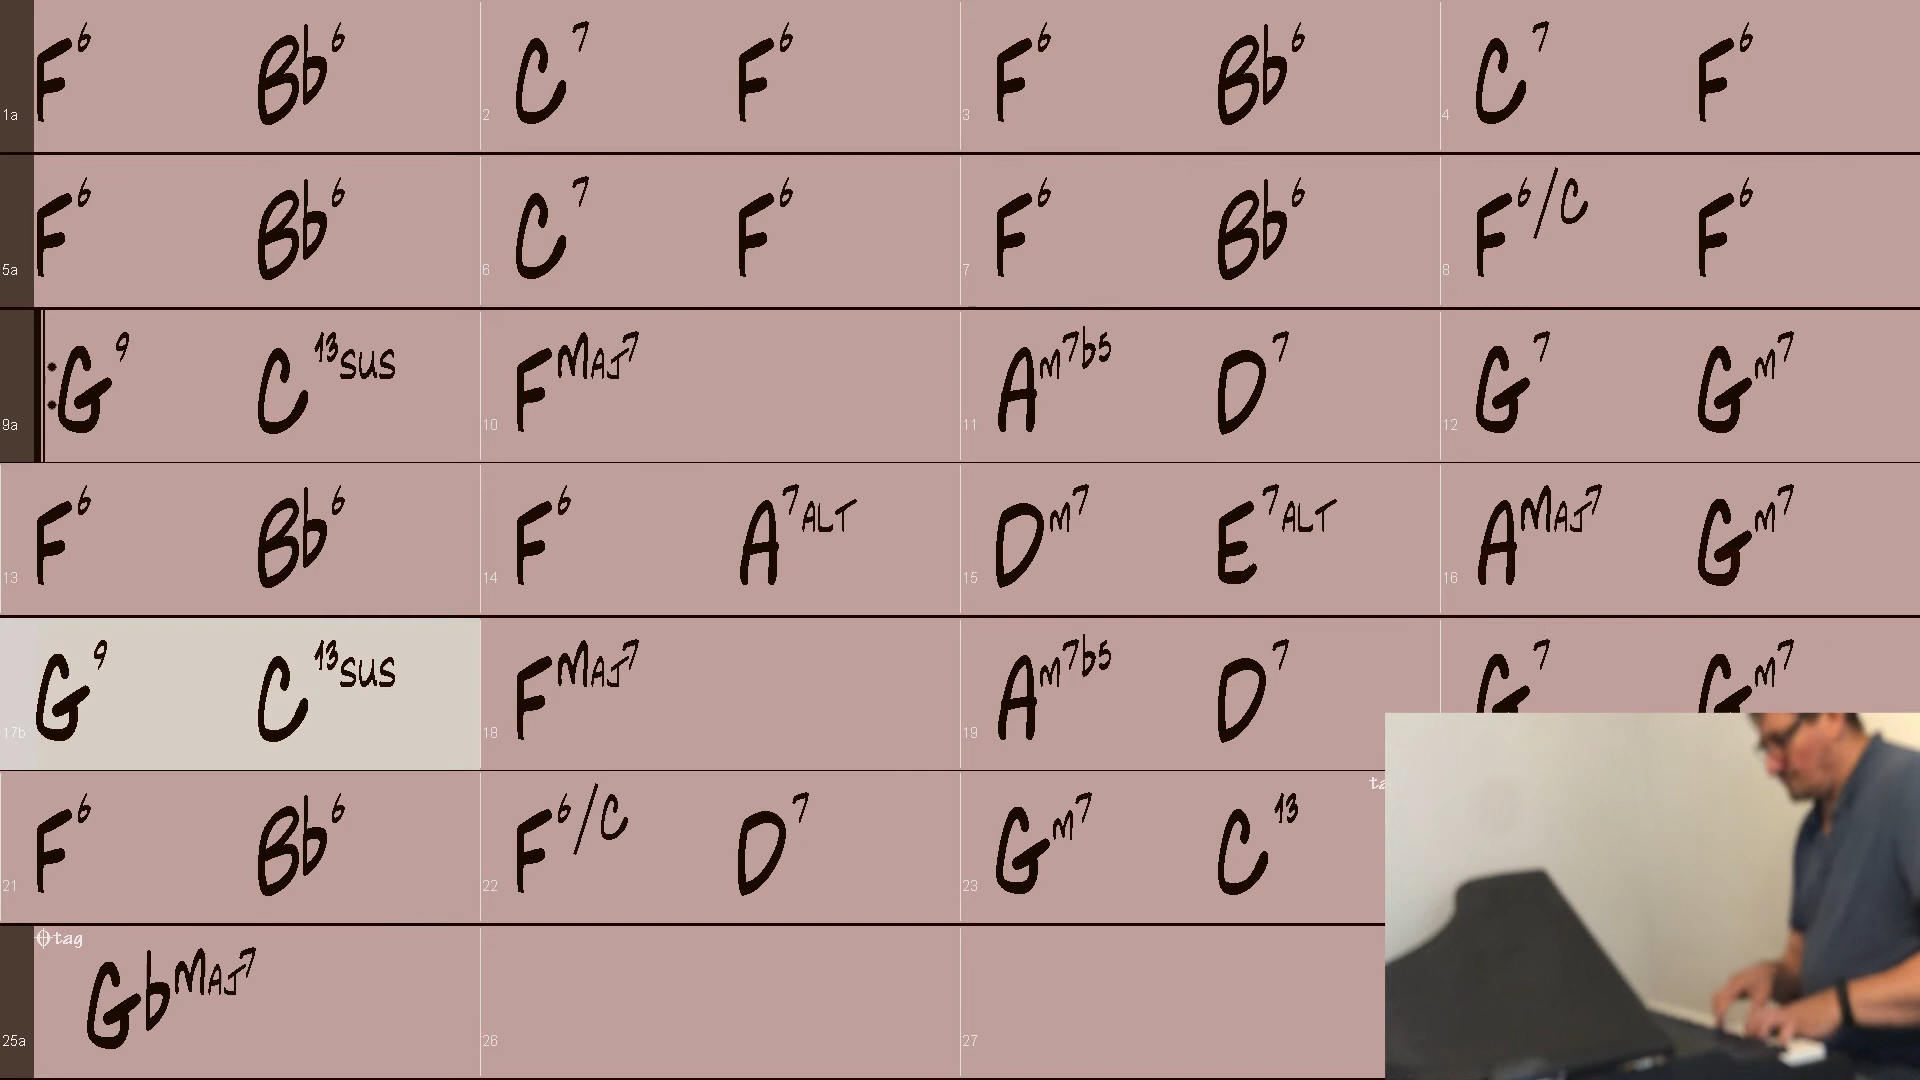 F6 Bb6 C7 F6 F6 Bb6 C7 F6
1a 2 3 4
F6 Bb6 C7 F6 F6 Bb6 F6/C F6
5a 6 7 8
G9 C13sus FMaj7 Am7b5 D7 G7 Gm7
9a 10 11 12
F6 Bb6 F6 A7ALT Dm7 E7ALT AMaj7 Gm7
13 14 15 16
G9 C13sus FMaj7 Am7b5 D7 G7 Gm7
17b 18 19
F6 Bb6 F6/C D7 Gm7 C13
21 22 23
tag
GbMaj7
25a 26 27